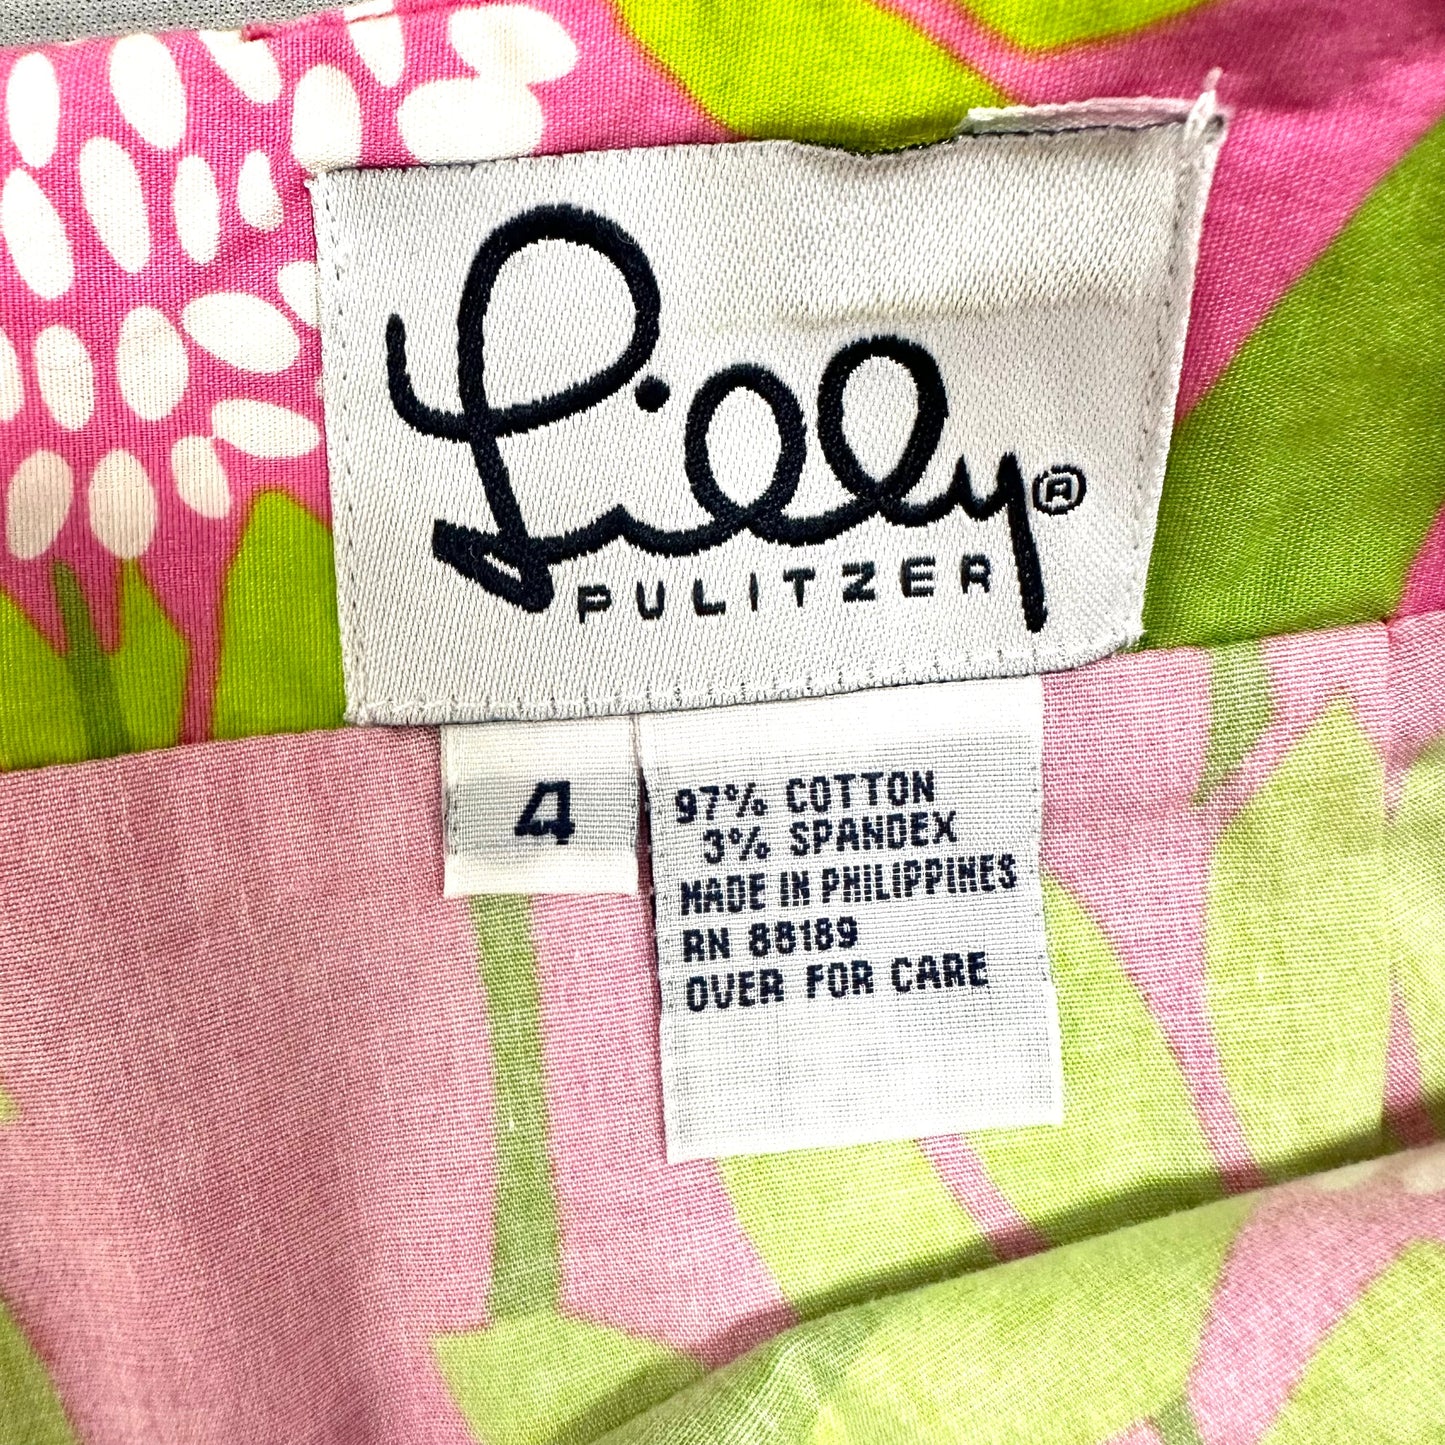 Lilly®
PULITZER
4
97% COTTON
3% SPANDEX
MADE IN PHILIPPINES
RN 88189
OVER FOR CARE